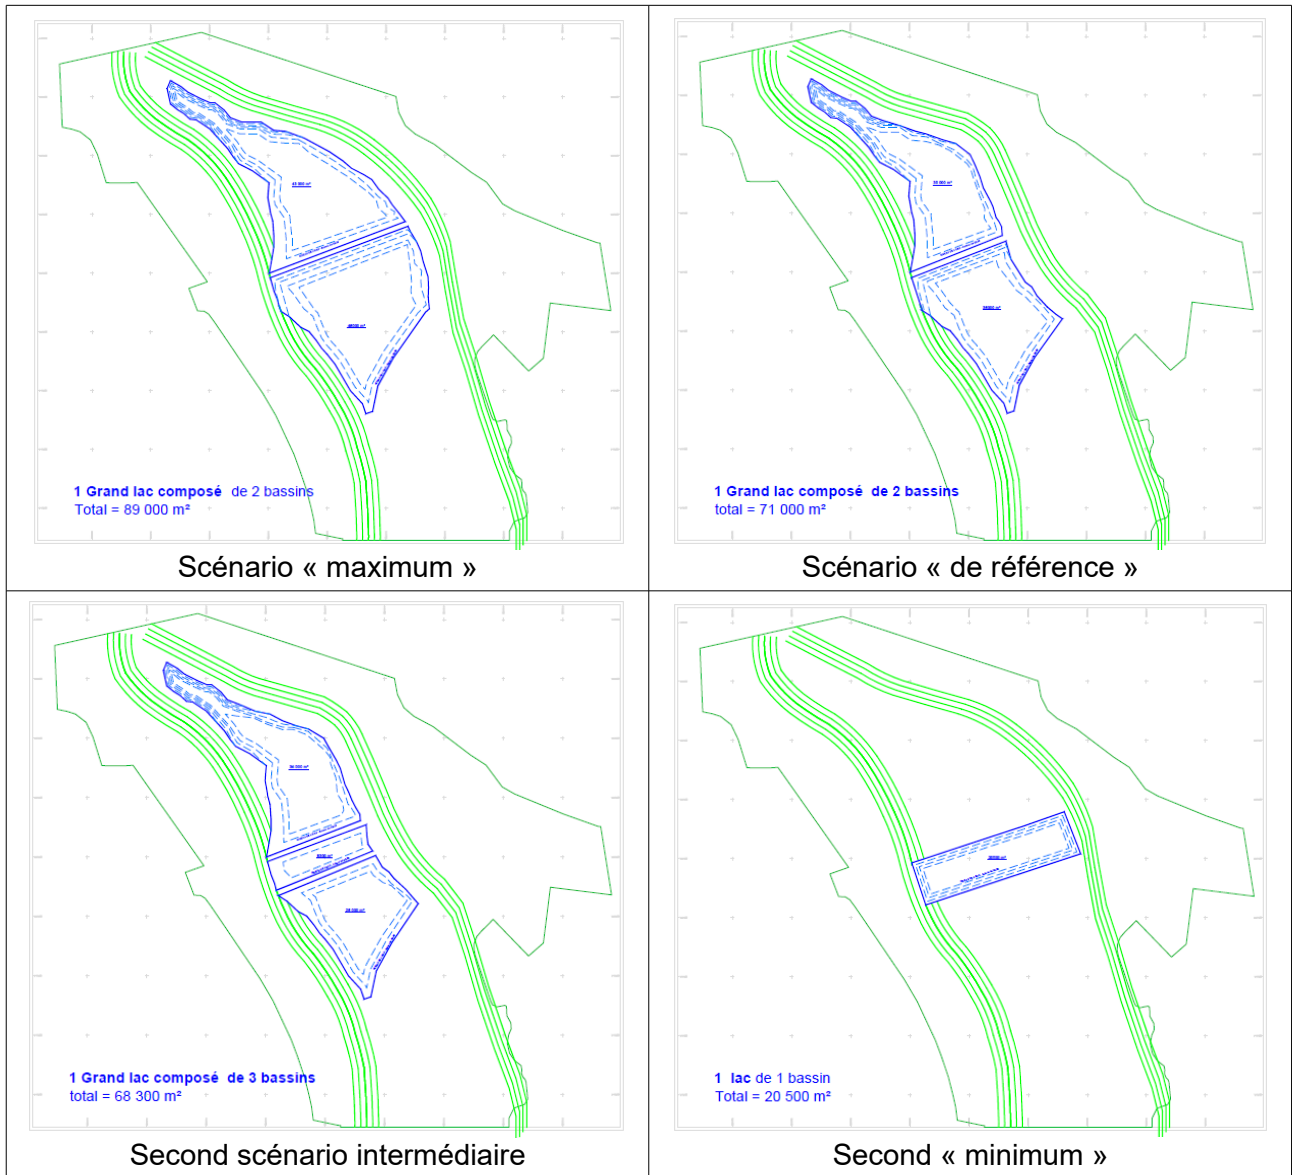 1 Grand lac composé de 2 bassins
Total = 89 000 m²
Scénario « maximum »
1 Grand lac composé de 2 bassins
total = 71 000 m²
Scénario « de référence »
1 Grand lac composé de 3 bassins
total = 68 300 m²
Second scénario intermédiaire
1 lac de 1 bassin
Total = 20 500 m²
Second « minimum »